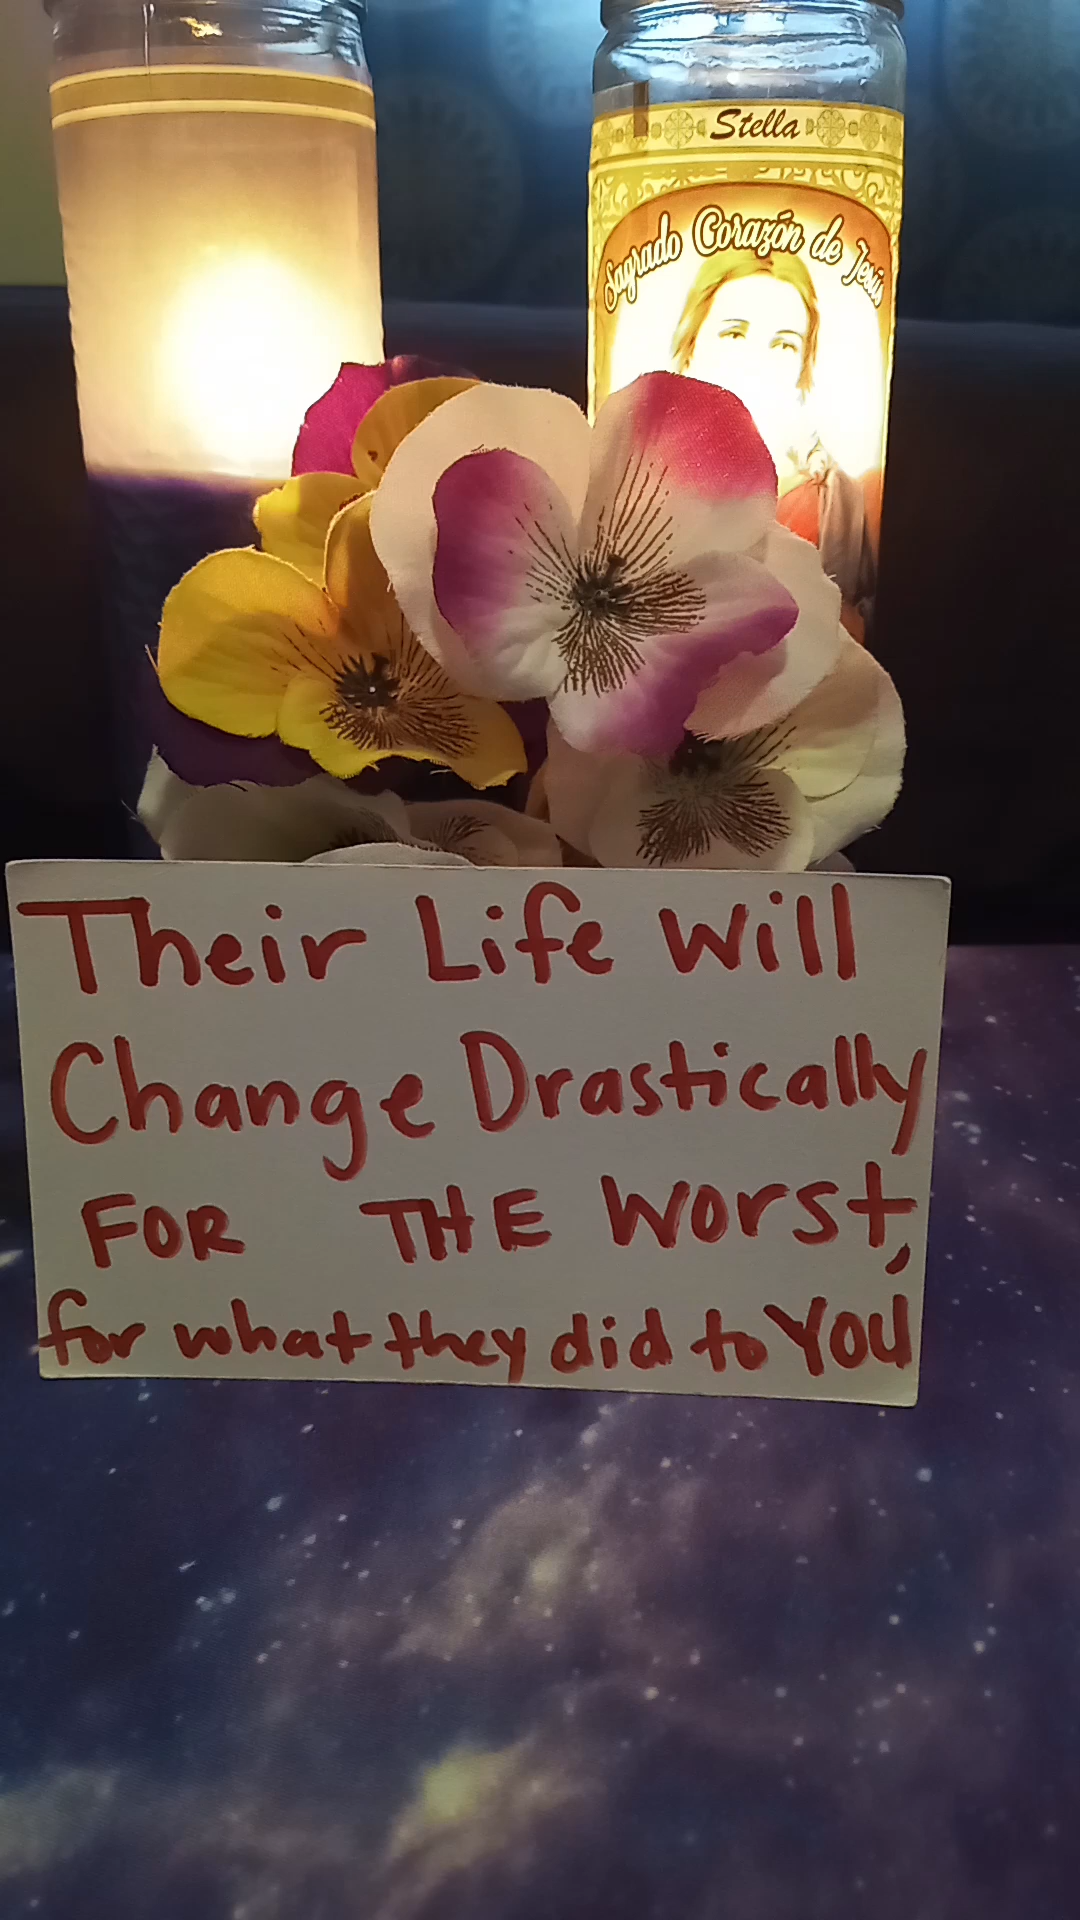 Stella
Sagrado Corazón de Jesús
Their Life Will
Change Drastically
FOR THE Worst,
for what they did to YOU